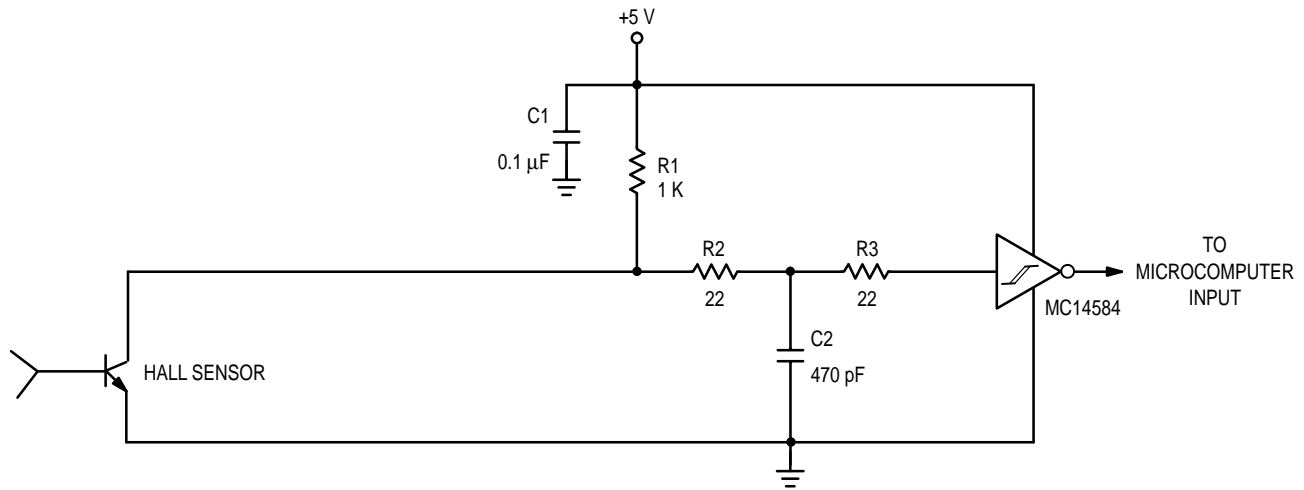 +5 V
C1
0.1 µF
R1
1 K
R2
22
R3
22
TO
MICROCOMPUTER
INPUT
MC14584
C2
470 pF
HALL SENSOR